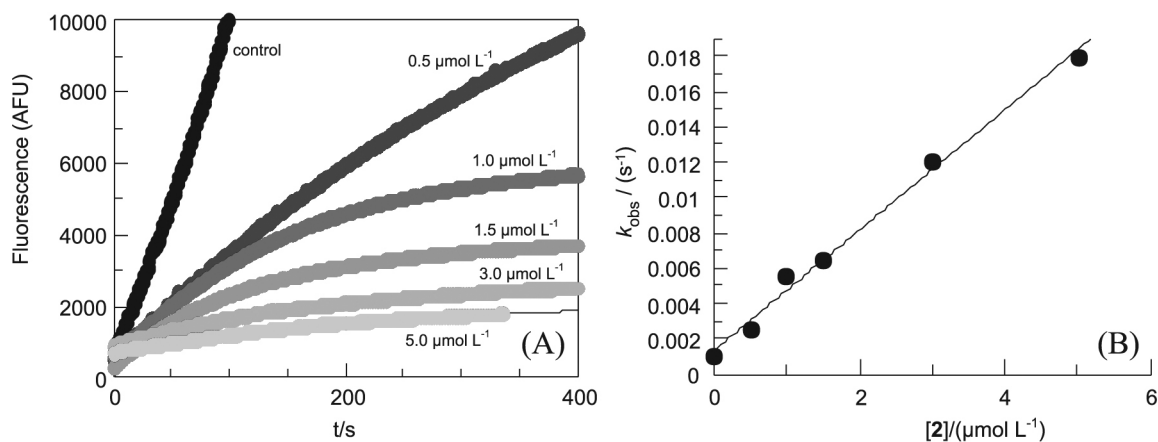 10000
8000
6000
4000
2000
0
Fluorescence (AFU)
control
0.5 µmol L-1
1.0 µmol L-1
1.5 µmol L-1
3.0 µmol L-1
5.0 µmol L-1
(A)
0
200
400
t/s
0.018
0.016
0.014
0.012
0.010
0.008
0.006
0.004
0.002
0
kobs / (s-1)
(B)
0
2
4
6
[2]/(µmol L-1)